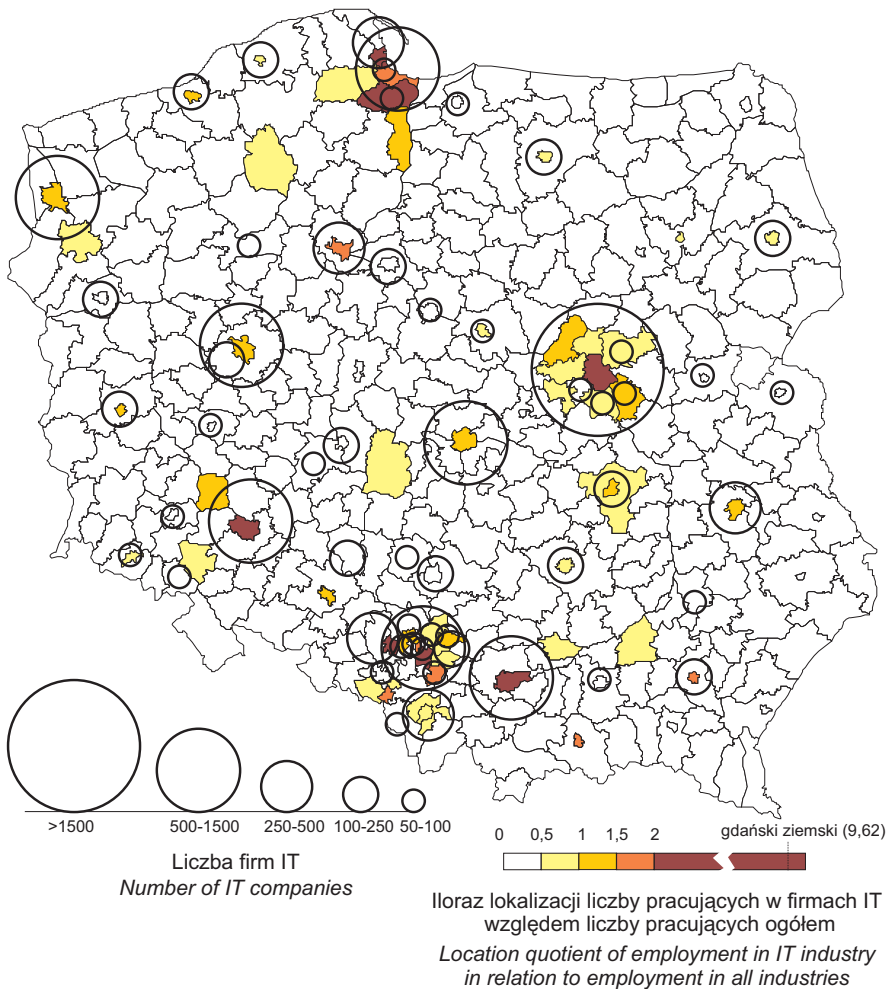 >1500
500-1500
250-500
100-250
50-100
Liczba firm IT
Number of IT companies
0
0,5
1
1,5
2
gdański ziemski (9,62)
Iloraz lokalizacji liczby pracujących w firmach IT
względem liczby pracujących ogółem
Location quotient of employment in IT industry
in relation to employment in all industries